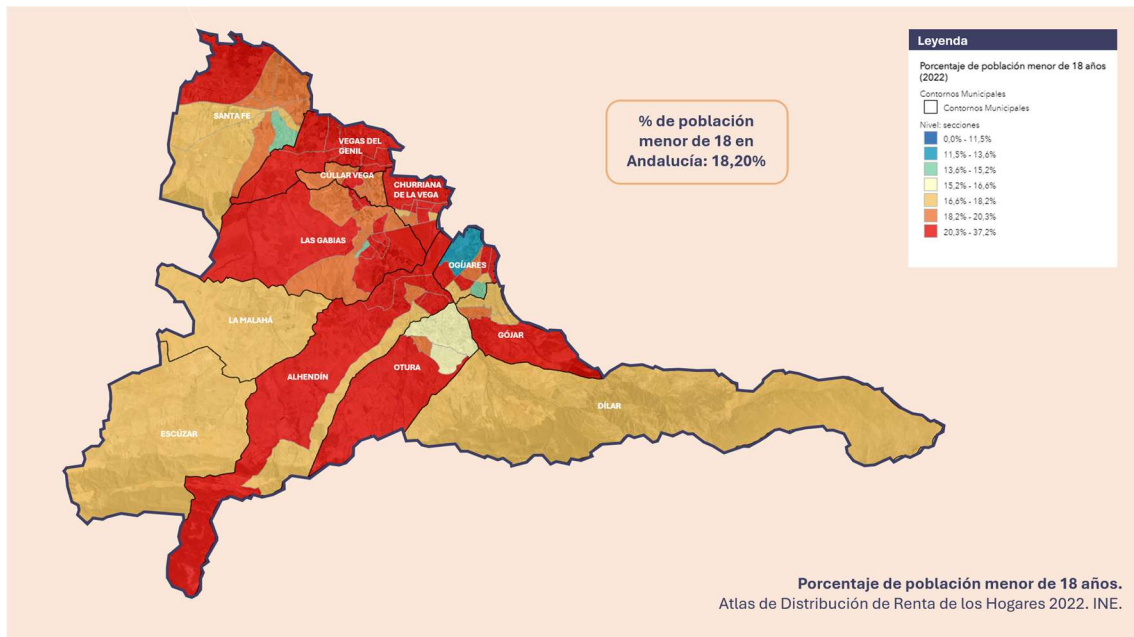 Leyenda
Porcentaje de población menor de 18 años
(2022)
Contornos Municipales
Contornos Municipales
Nivel: secciones
0,0% - 11,5%
11,5% - 13,6%
13,6% - 15,2%
15,2% - 16,6%
16,6% - 18,2%
18,2% - 20,3%
20,3% - 37,2%
% de población
menor de 18 en
Andalucía: 18,20%
SANTA FE
VEGAS DEL
GENIL
CÚLLAR VEGA
CHURRIANA
DE LA VEGA
LAS GABIAS
OGÍJARES
LA MALAHÁ
GÓJAR
ALHENDÍN
OTURA
DÍLAR
ESCÚZAR
Porcentaje de población menor de 18 años.
Atlas de Distribución de Renta de los Hogares 2022. INE.